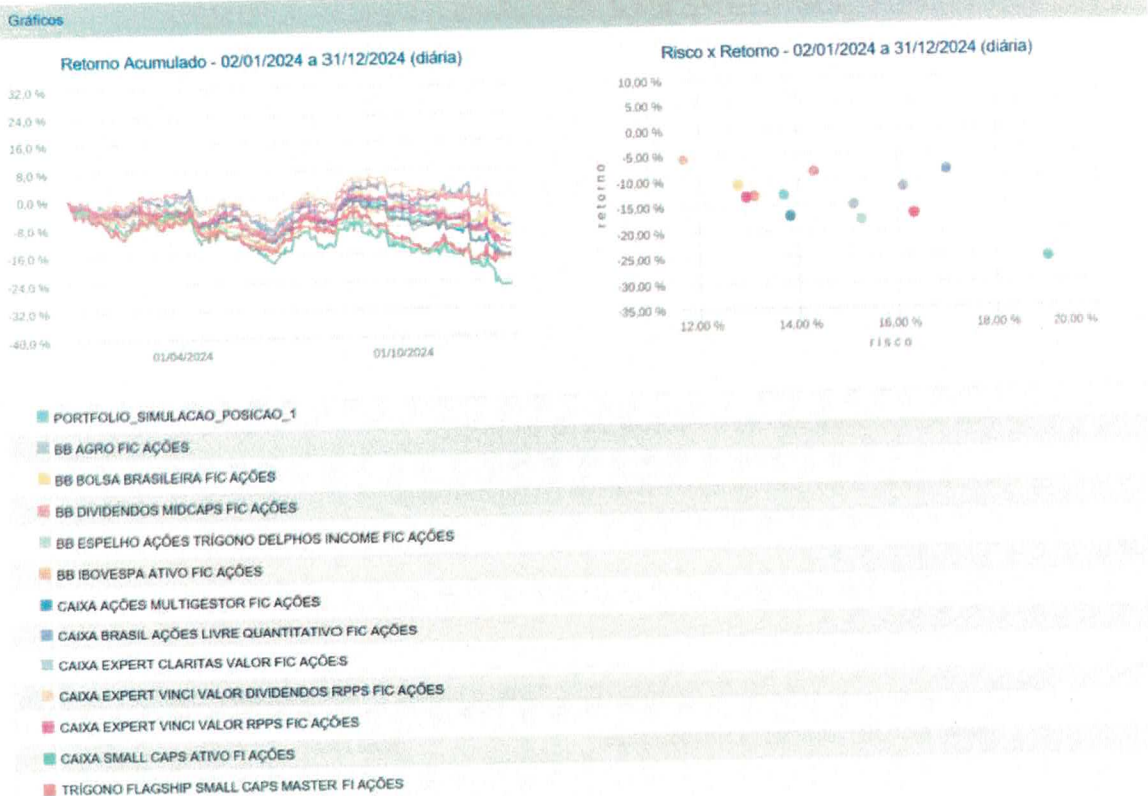 Gráficos
Retorno Acumulado - 02/01/2024 a 31/12/2024 (diária)
32,0 %
24,0 %
16,0 %
8,0 %
0,0 %
-8,0 %
-16,0 %
-24,0 %
-32,0 %
-40,0 %
01/04/2024
01/10/2024
Risco x Retorno - 02/01/2024 a 31/12/2024 (diária)
10,00 %
5,00 %
0,00 %
-5,00 %
-10,00 %
-15,00 %
-20,00 %
-25,00 %
-30,00 %
-35,00 %
retorno
12,00 %
14,00 %
16,00 %
18,00 %
20,00 %
risco
PORTFOLIO_SIMULACAO_POSICAO_1
BB AGRO FIC AÇÕES
BB BOLSA BRASILEIRA FIC AÇÕES
BB DIVIDENDOS MIDCAPS FIC AÇÕES
BB ESPELHO AÇÕES TRÍGONO DELPHOS INCOME FIC AÇÕES
BB IBOVESPA ATIVO FIC AÇÕES
CAIXA AÇÕES MULTIGESTOR FIC AÇÕES
CAIXA BRASIL AÇÕES LIVRE QUANTITATIVO FIC AÇÕES
CAIXA EXPERT CLARITAS VALOR FIC AÇÕES
CAIXA EXPERT VINCI VALOR DIVIDENDOS RPPS FIC AÇÕES
CAIXA EXPERT VINCI VALOR RPPS FIC AÇÕES
CAIXA SMALL CAPS ATIVO FI AÇÕES
TRÍGONO FLAGSHIP SMALL CAPS MASTER FI AÇÕES